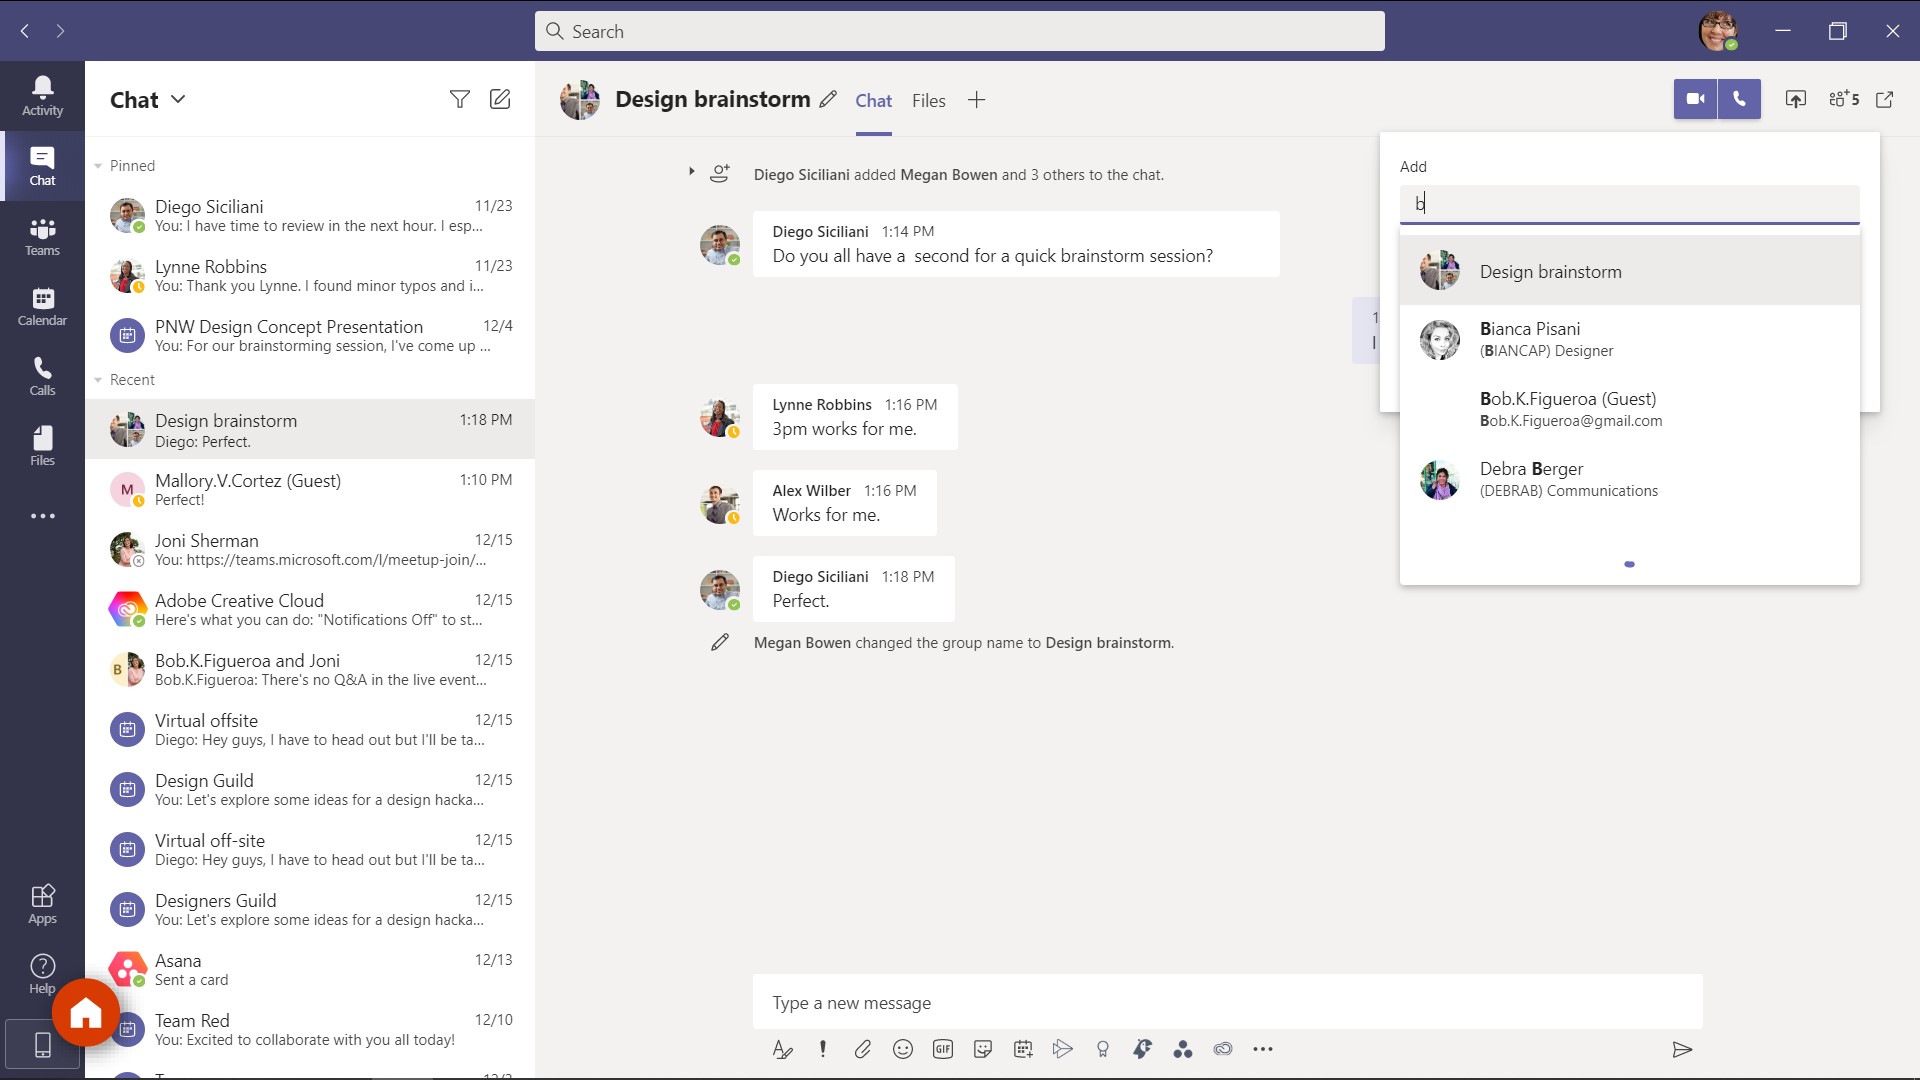 Search
Activity
Chat
Teams
Calendar
Calls
Files
Apps
Help
Chat
Pinned
Diego Siciliani 11/23
You: I have time to review in the next hour. I esp...
Lynne Robbins 11/23
You: Thank you Lynne. I found minor typos and i...
PNW Design Concept Presentation 12/4
You: For our brainstorming session, I've come up ...
Recent
Design brainstorm 1:18 PM
Diego: Perfect.
M
Mallory.V.Cortez (Guest) 1:10 PM
Perfect!
Joni Sherman 12/15
You: https://teams.microsoft.com/l/meetup-join/...
Adobe Creative Cloud 12/15
Here's what you can do: "Notifications Off" to st...
B
Bob.K.Figueroa and Joni 12/15
Bob.K.Figueroa: There's no Q&A in the live event...
Virtual offsite 12/15
Diego: Hey guys, I have to head out but I'll be ta...
Design Guild 12/15
You: Let's explore some ideas for a design hacka...
Virtual off-site 12/15
Diego: Hey guys, I have to head out but I'll be ta...
Designers Guild 12/15
You: Let's explore some ideas for a design hacka...
Asana 12/13
Sent a card
Team Red 12/10
You: Excited to collaborate with you all today!
Design brainstorm Chat Files 5
Diego Siciliani added Megan Bowen and 3 others to the chat.
Diego Siciliani 1:14 PM
Do you all have a second for a quick brainstorm session?
Lynne Robbins 1:16 PM
3pm works for me.
Alex Wilber 1:16 PM
Works for me.
Diego Siciliani 1:18 PM
Perfect.
Megan Bowen changed the group name to Design brainstorm.
Type a new message
GIF
Add
b
Design brainstorm
Bianca Pisani
(BIANCAP) Designer
Bob.K.Figueroa (Guest)
Bob.K.Figueroa@gmail.com
Debra Berger
(DEBRAB) Communications